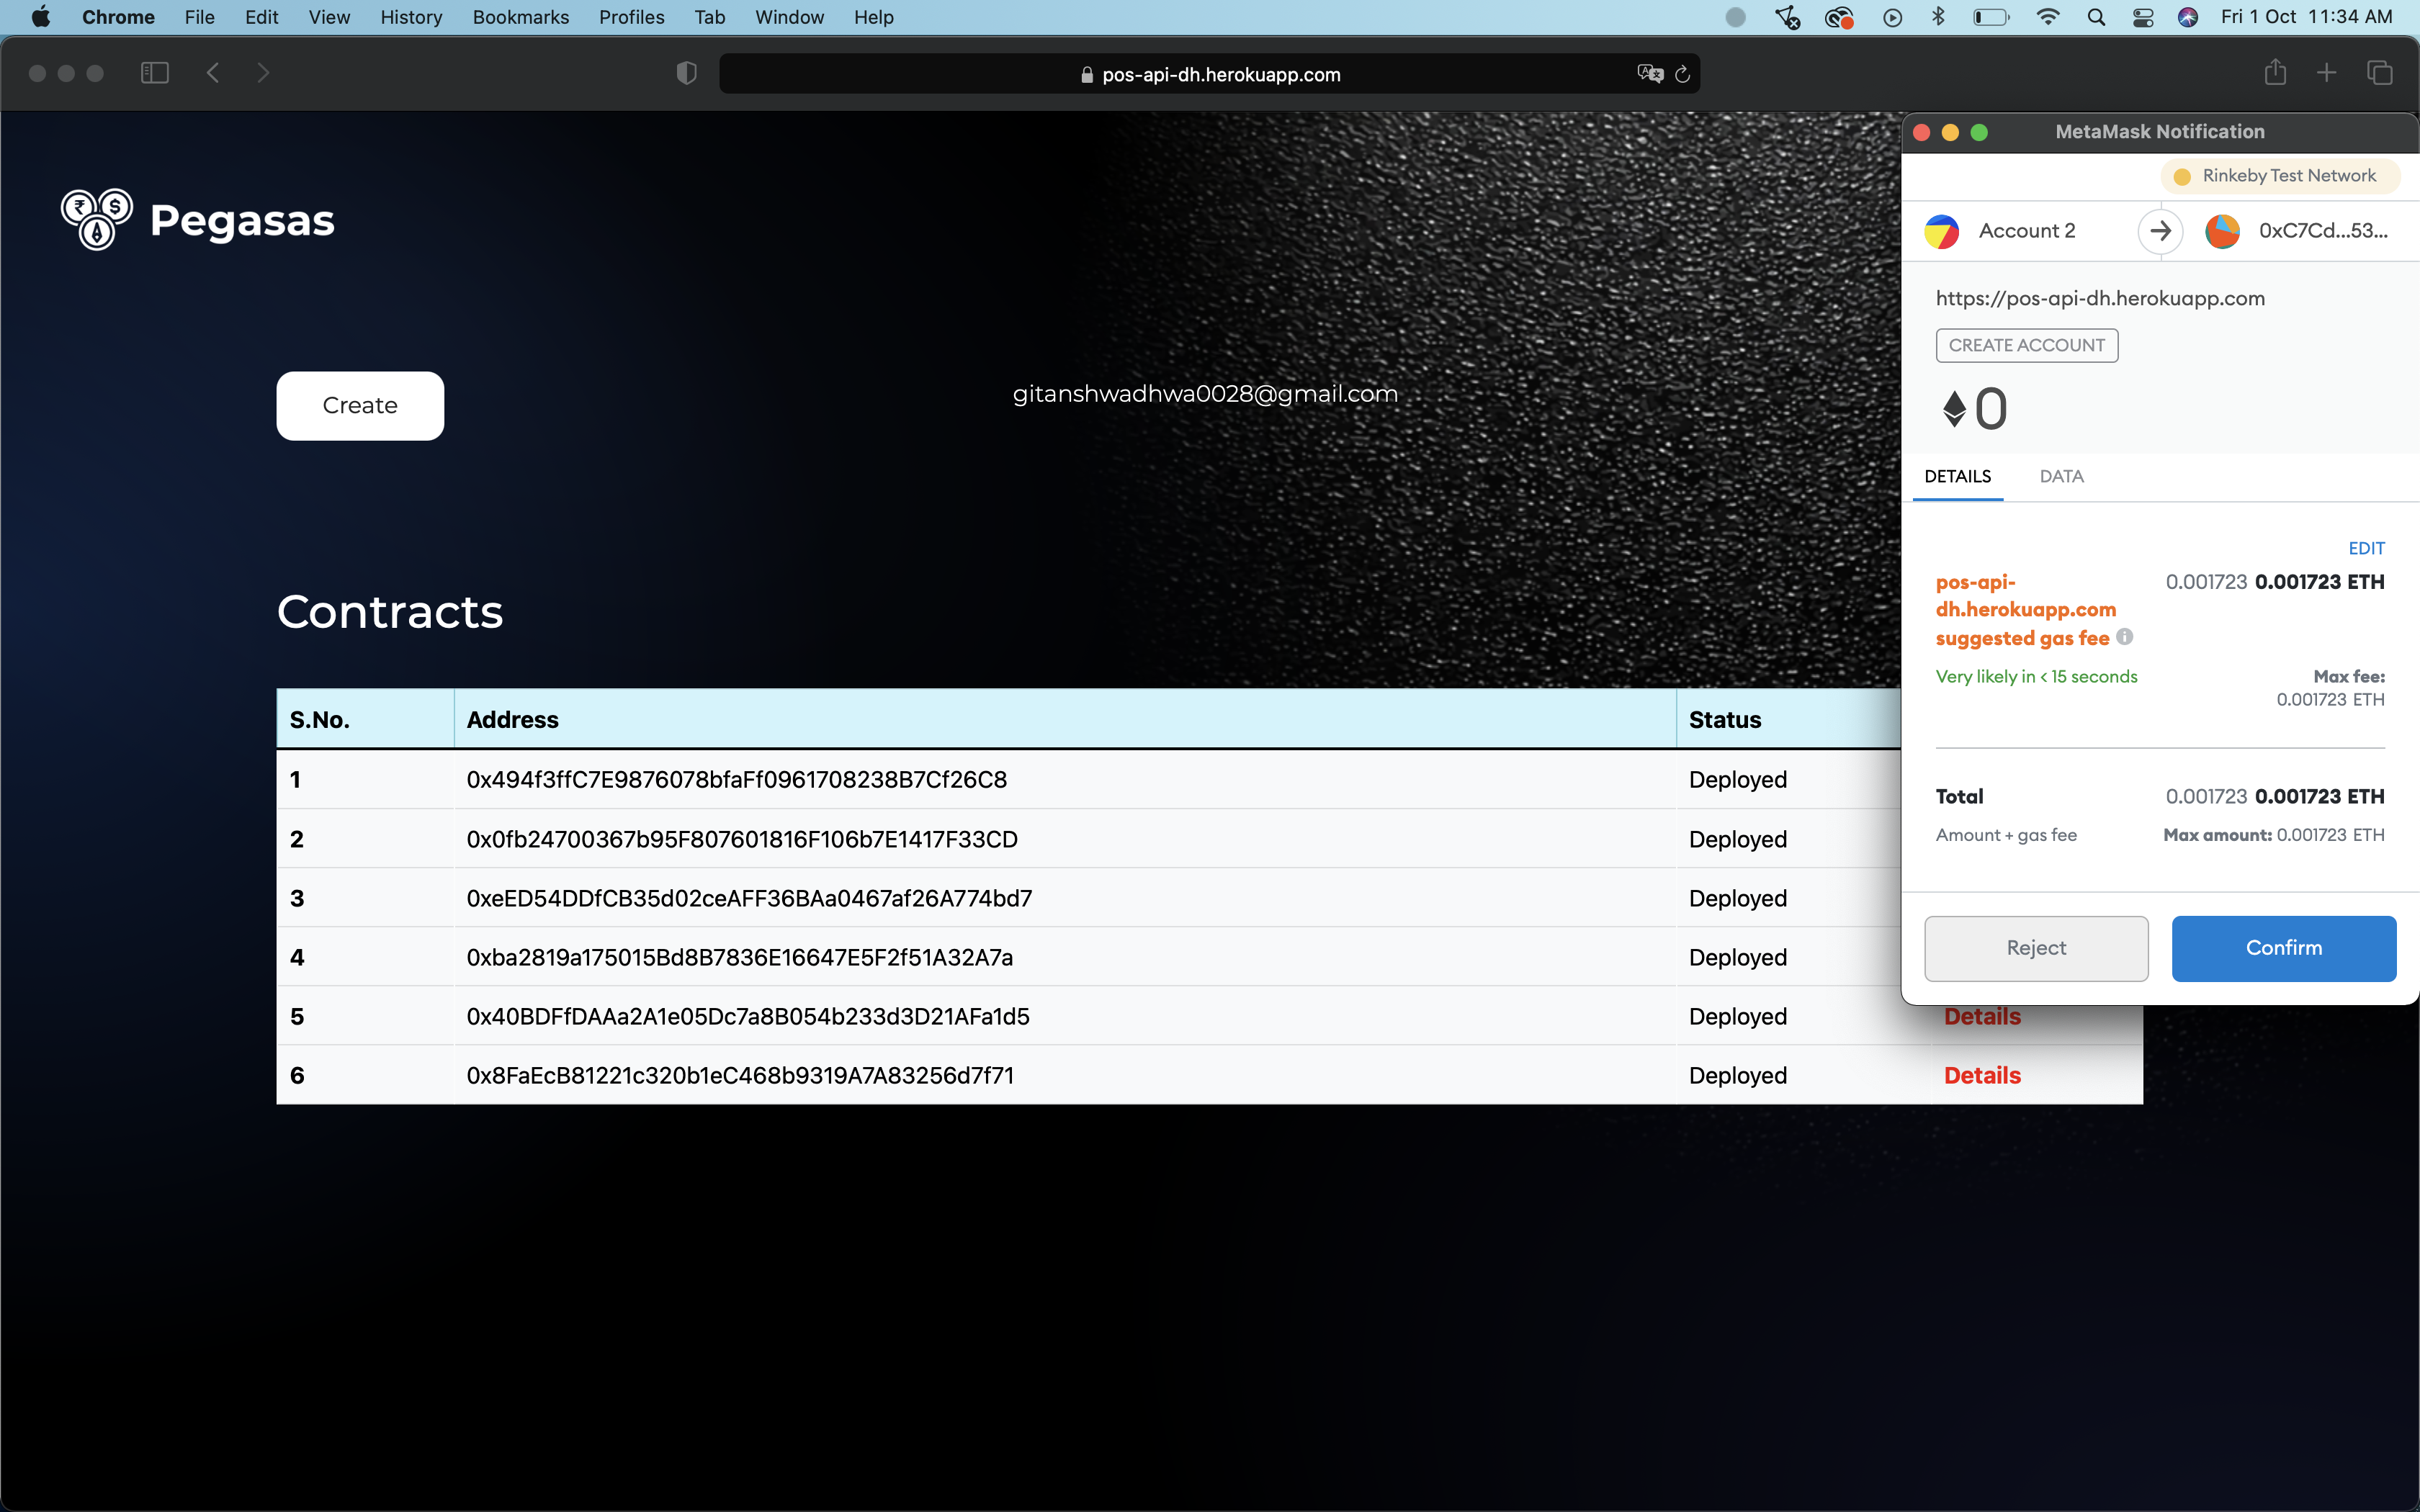 Chrome File Edit View History Bookmarks Profiles Tab Window Help Fri 1 Oct 11:34 AM
pos-api-dh.herokuapp.com
MetaMask Notification
Rinkeby Test Network
Account 2 0xC7Cd...53...
https://pos-api-dh.herokuapp.com
CREATE ACCOUNT
0
DETAILS DATA
EDIT
pos-api-
dh.herokuapp.com
suggested gas fee
0.001723 0.001723 ETH
Very likely in < 15 seconds
Max fee:
0.001723 ETH
Total 0.001723 0.001723 ETH
Amount + gas fee Max amount: 0.001723 ETH
Reject Confirm
Pegasas
Create
gitanshwadhwa0028@gmail.com
Contracts
S.No. Address Status
1 0x494f3ffC7E9876078bfaFf0961708238B7Cf26C8 Deployed
2 0x0fb24700367b95F807601816F106b7E1417F33CD Deployed
3 0xeED54DDfCB35d02ceAFF36BAa0467af26A774bd7 Deployed
4 0xba2819a175015Bd8B7836E16647E5F2f51A32A7a Deployed
5 0x40BDFfDAAa2A1e05Dc7a8B054b233d3D21AFa1d5 Deployed Details
6 0x8FaEcB81221c320b1eC468b9319A7A83256d7f71 Deployed Details